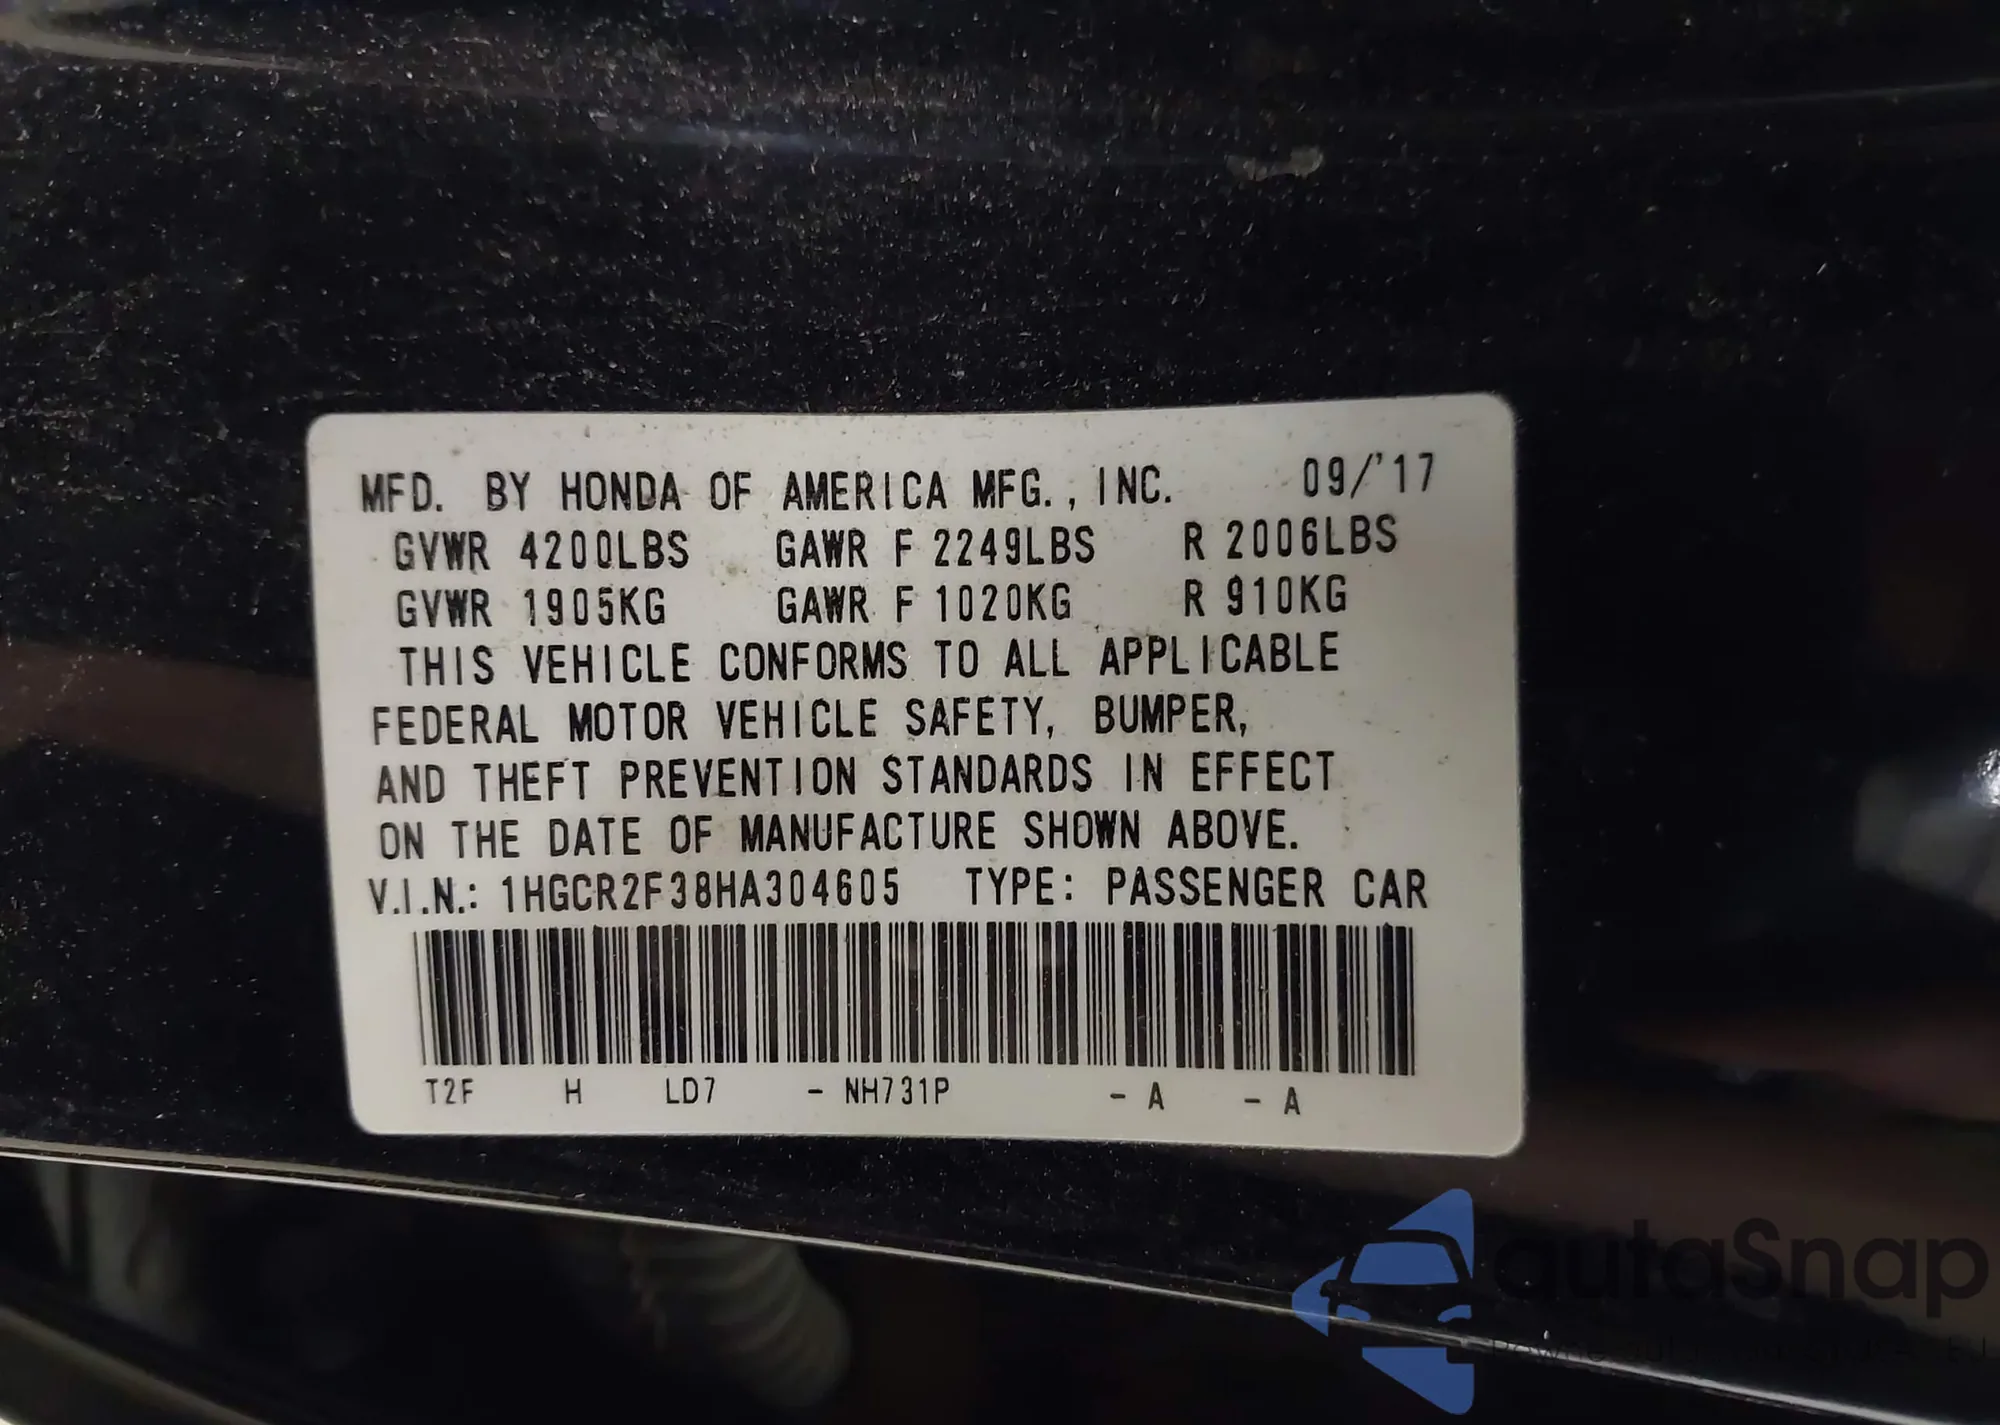 MFD. BY HONDA OF AMERICA MFG., INC. 09/'17
GVWR 4200LBS GAWR F 2249LBS R 2006LBS
GVWR 1905KG GAWR F 1020KG R 910KG
THIS VEHICLE CONFORMS TO ALL APPLICABLE
FEDERAL MOTOR VEHICLE SAFETY, BUMPER,
AND THEFT PREVENTION STANDARDS IN EFFECT
ON THE DATE OF MANUFACTURE SHOWN ABOVE.
V.I.N.: 1HGCR2F38HA304605 TYPE: PASSENGER CAR
T2F H LD7 - NH731P - A - A
autaSnap